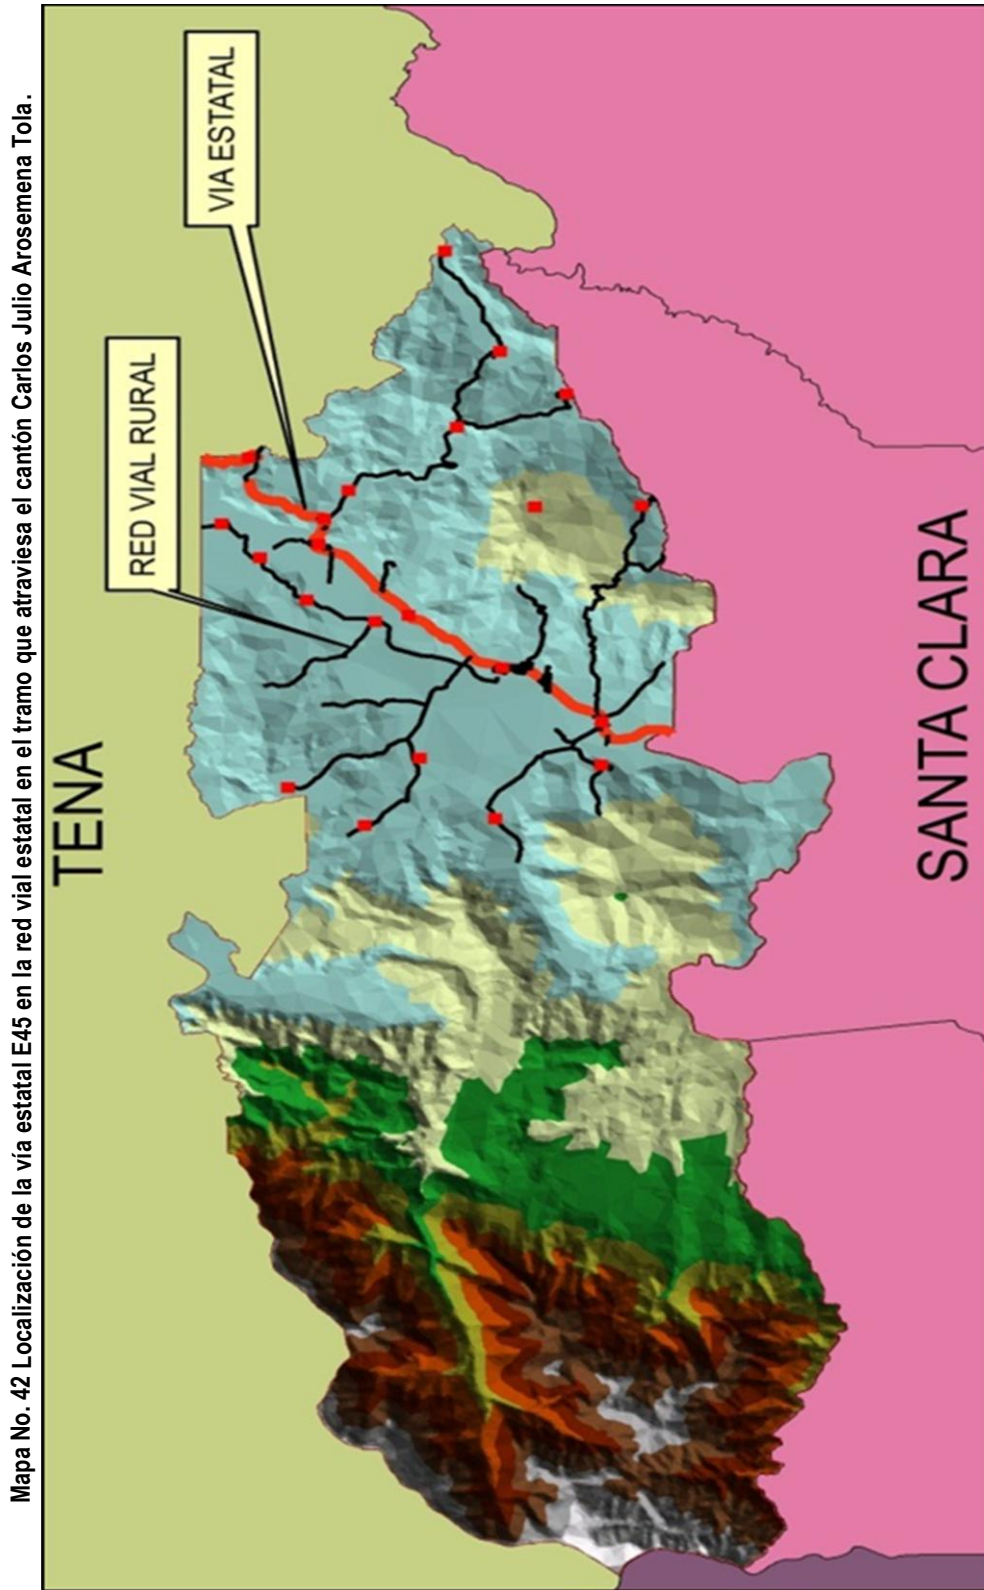 Mapa No. 42 Localización de la vía estatal E45 en la red vial estatal en el tramo que atraviesa el cantón Carlos Julio Arosemena Tola.
TENA
RED VIAL RURAL
VIA ESTATAL
SANTA CLARA